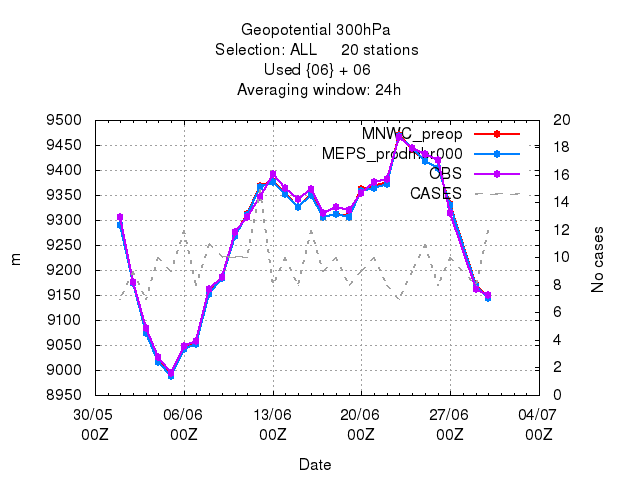 Geopotential 300hPa
Selection: ALL 20 stations
Used {06} + 06
Averaging window: 24h
9500
9450
9400
9350
9300
9250
9200
9150
9100
9050
9000
8950
m
20
18
16
14
12
10
8
6
4
2
0
No cases
MNWC_preop
MEPS_prodmbr000
OBS
CASES
30/05 06/06 13/06 20/06 27/06 04/07
00Z 00Z 00Z 00Z 00Z 00Z
Date